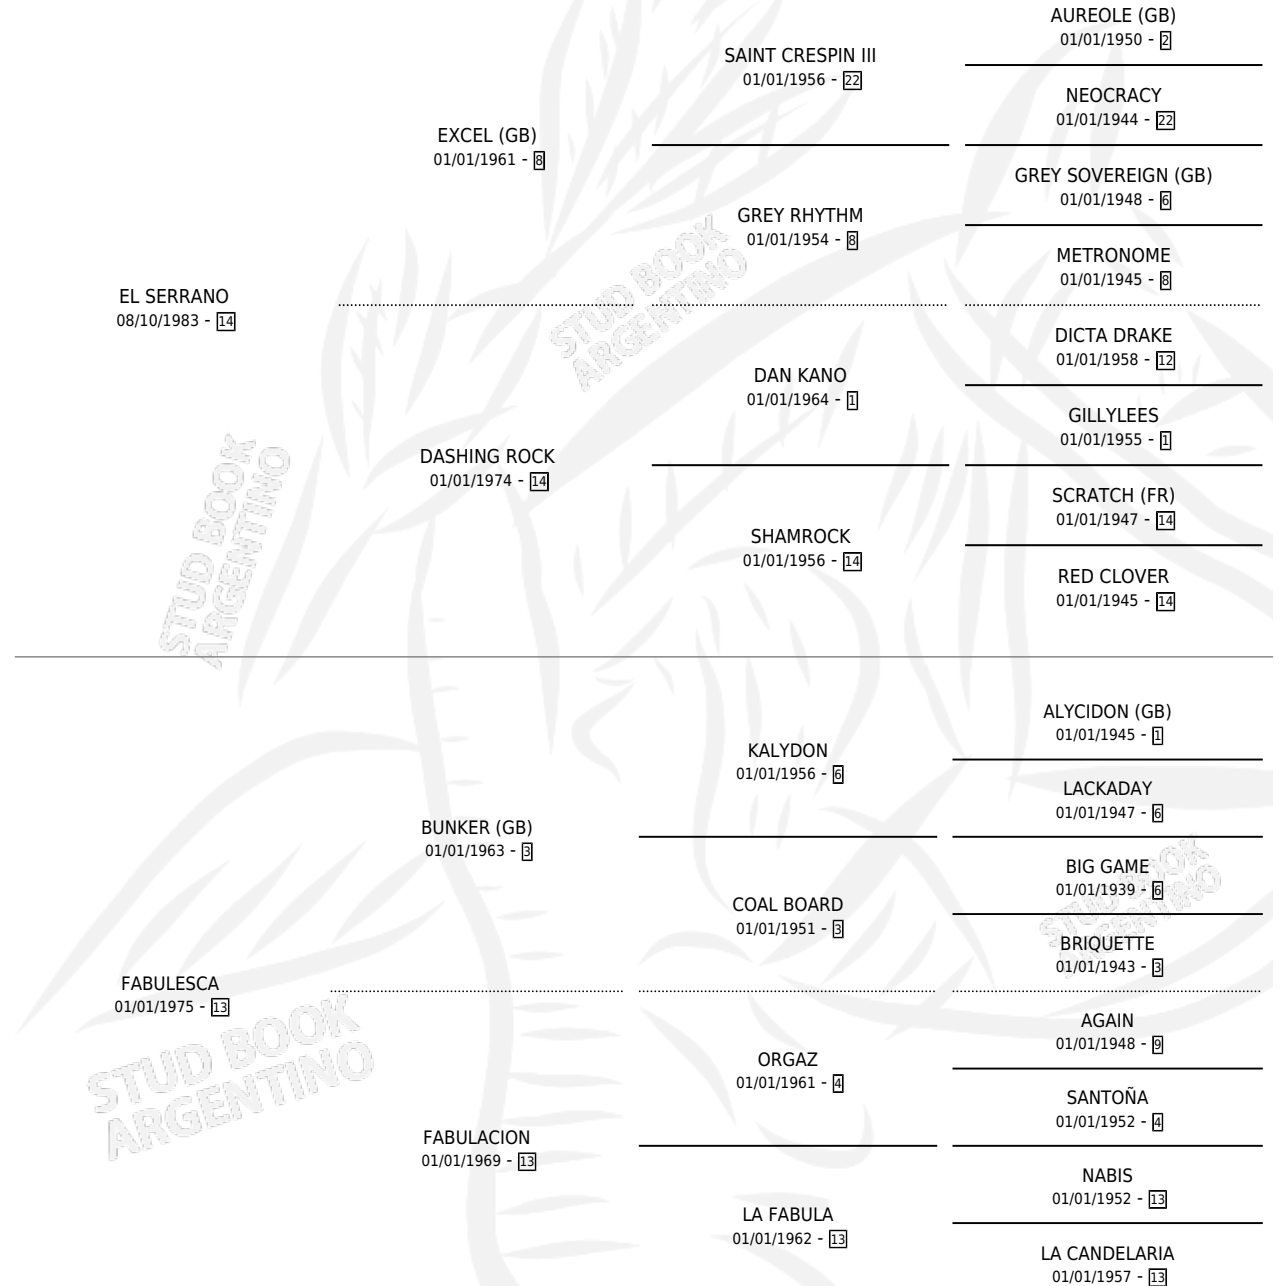 AUREOLE (GB)
01/01/1950 - 2
SAINT CRESPIN III
01/01/1956 - 22
NEOCRACY
01/01/1944 - 22
EXCEL (GB)
01/01/1961 - 8
GREY SOVEREIGN (GB)
01/01/1948 - 6
GREY RHYTHM
01/01/1954 - 8
METRONOME
01/01/1945 - 8
EL SERRANO
08/10/1983 - 14
DICTA DRAKE
01/01/1958 - 12
DAN KANO
01/01/1964 - 1
GILLYLEES
01/01/1955 - 1
DASHING ROCK
01/01/1974 - 14
SCRATCH (FR)
01/01/1947 - 14
SHAMROCK
01/01/1956 - 14
RED CLOVER
01/01/1945 - 14
ALYCIDON (GB)
01/01/1945 - 1
KALYDON
01/01/1956 - 6
LACKADAY
01/01/1947 - 6
BUNKER (GB)
01/01/1963 - 3
BIG GAME
01/01/1939 - 6
COAL BOARD
01/01/1951 - 3
BRIQUETTE
01/01/1943 - 3
FABULESCA
01/01/1975 - 13
AGAIN
01/01/1948 - 9
ORGAZ
01/01/1961 - 4
SANTOÑA
01/01/1952 - 4
FABULACION
01/01/1969 - 13
NABIS
01/01/1952 - 13
LA FABULA
01/01/1962 - 13
LA CANDELARIA
01/01/1957 - 13
STUD BOOK
ARGENTINO
STUD BOOK
ARGENTINO
STUD BOOK
ARGENTINO
STUD BOOK
ARGENTINO